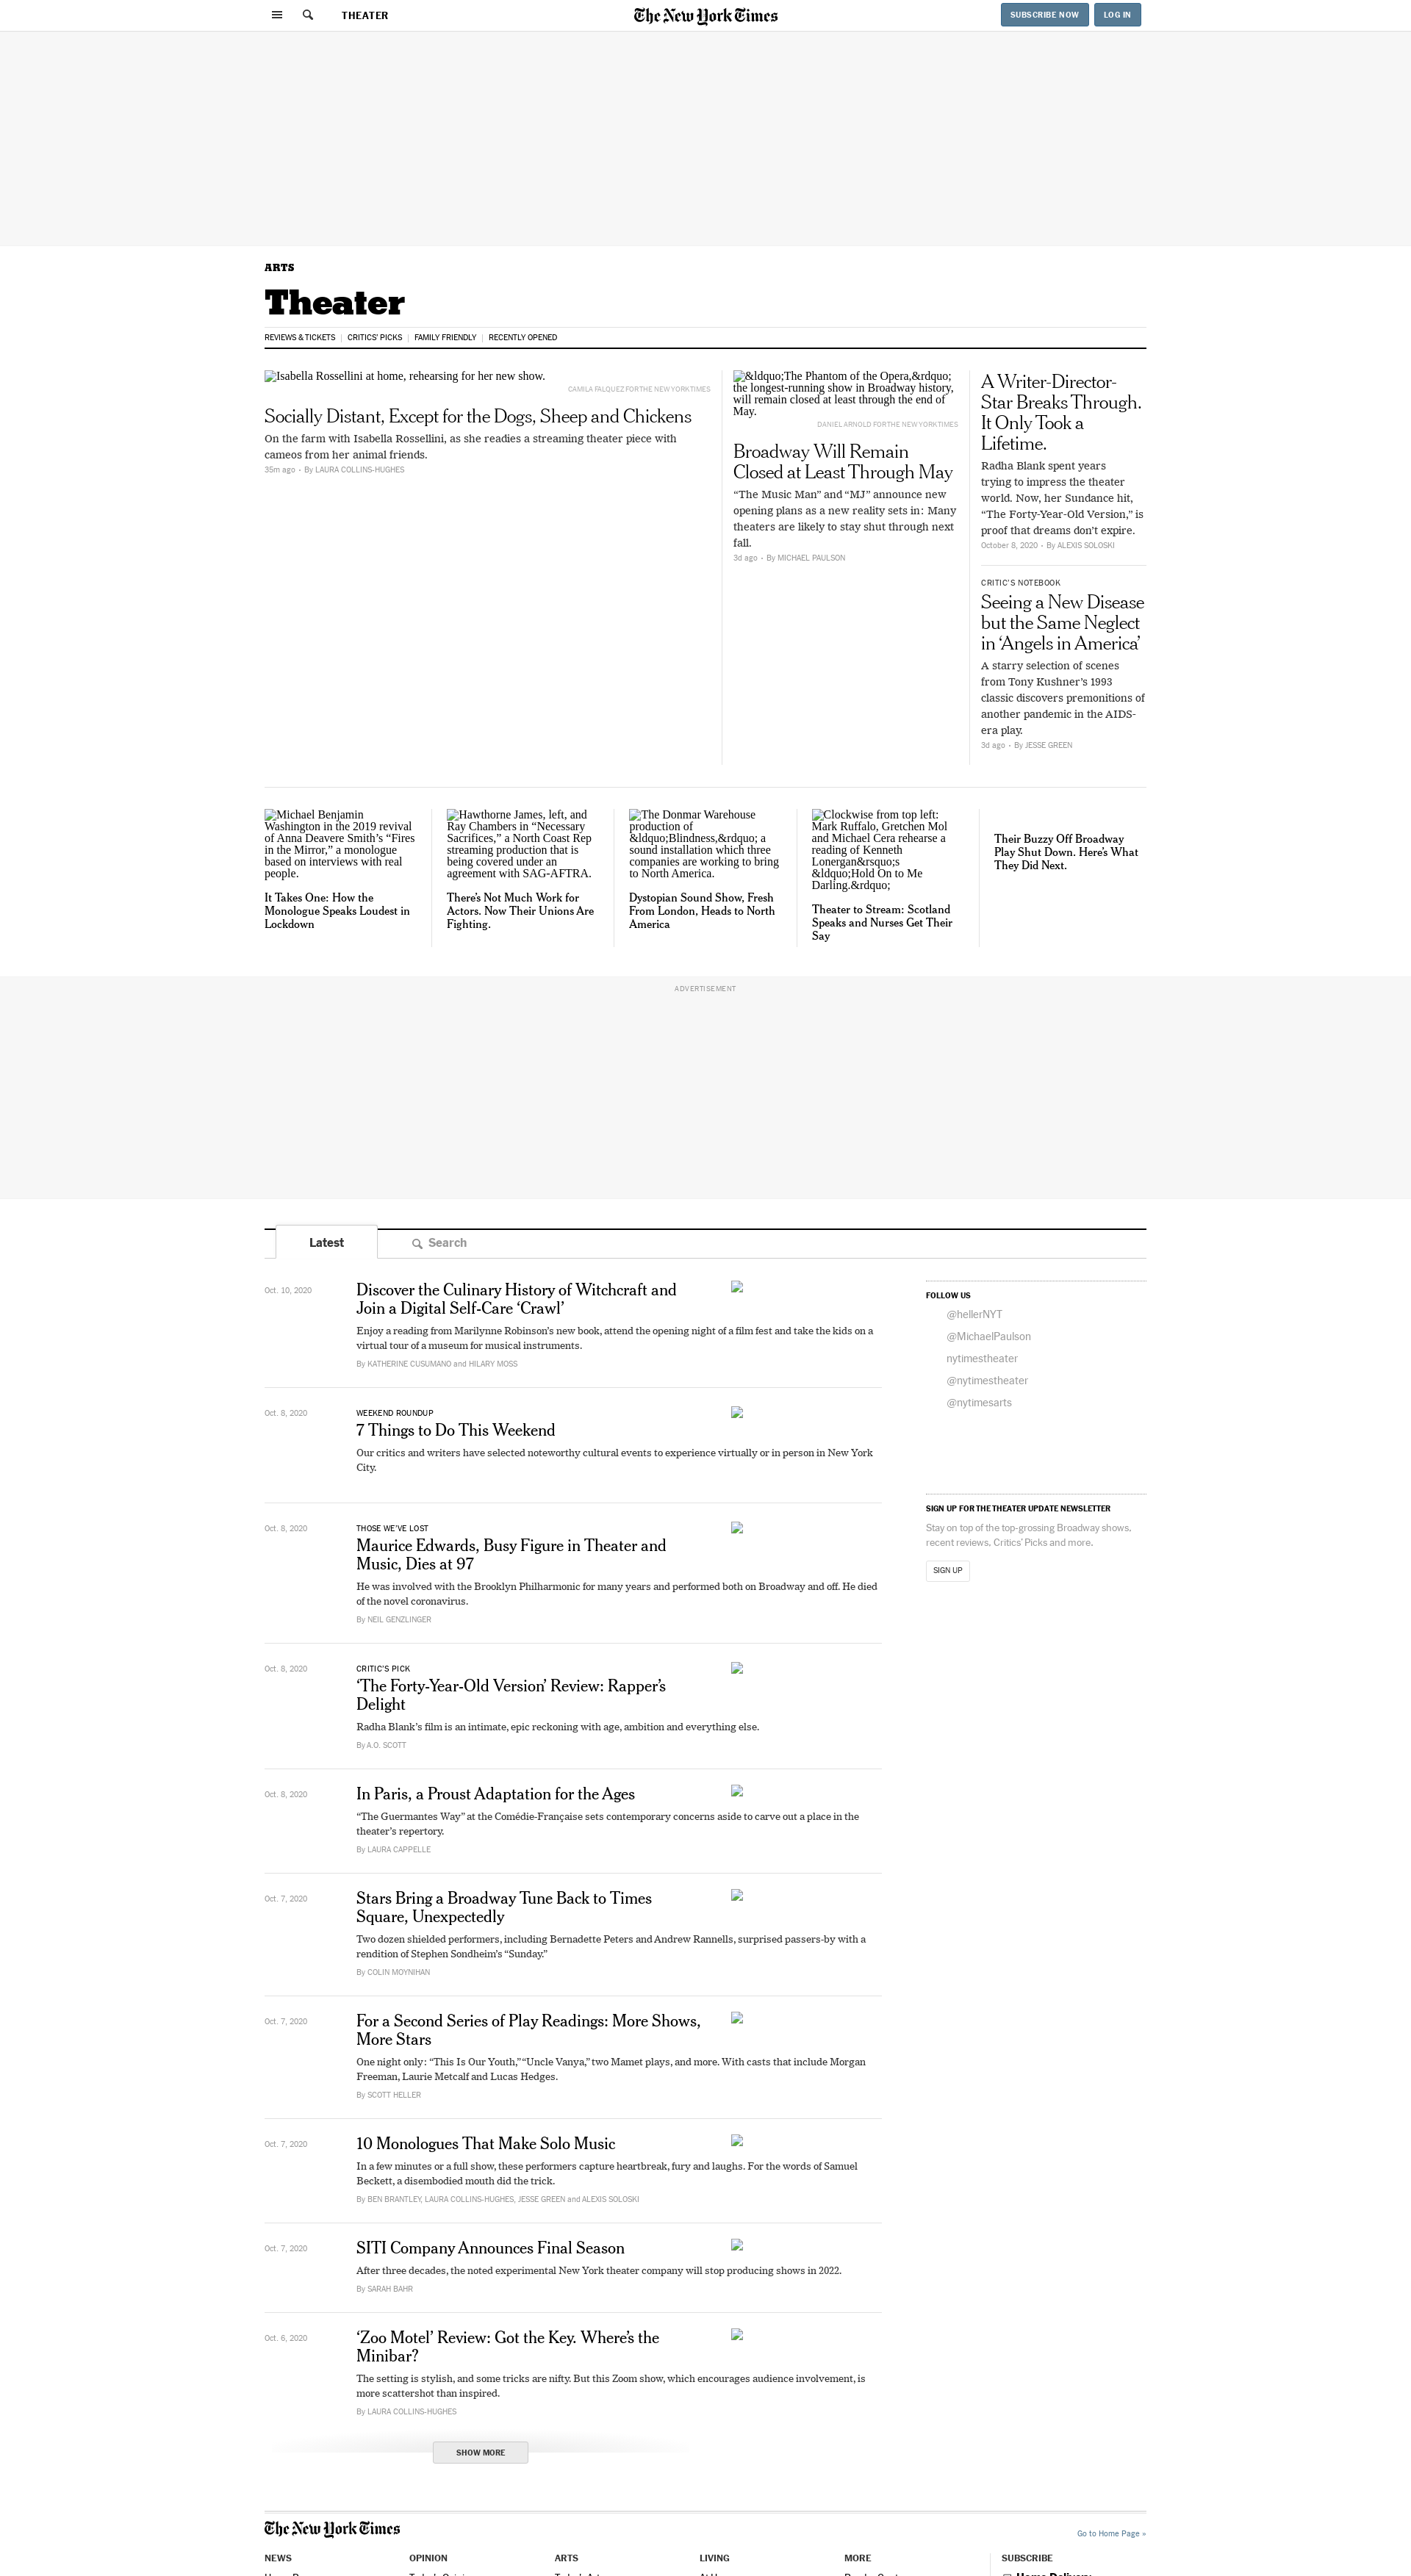 THEATER
The New York Times
SUBSCRIBE NOW
LOG IN
ARTS
Theater
REVIEWS & TICKETS
CRITICS' PICKS
FAMILY FRIENDLY
RECENTLY OPENED
Isabella Rossellini at home, rehearsing for her new show.
CAMILA FALQUEZ FOR THE NEW YORK TIMES
Socially Distant, Except for the Dogs, Sheep and Chickens
On the farm with Isabella Rossellini, as she readies a streaming theater piece with
cameos from her animal friends.
35m ago • By LAURA COLLINS-HUGHES
&ldquo;The Phantom of the Opera,&rdquo;
the longest-running show in Broadway history,
will remain closed at least through the end of
May.
DANIEL ARNOLD FOR THE NEW YORK TIMES
Broadway Will Remain
Closed at Least Through May
“The Music Man” and “MJ” announce new
opening plans as a new reality sets in: Many
theaters are likely to stay shut through next
fall.
3d ago • By MICHAEL PAULSON
A Writer-Director-
Star Breaks Through.
It Only Took a
Lifetime.
Radha Blank spent years
trying to impress the theater
world. Now, her Sundance hit,
“The Forty-Year-Old Version,” is
proof that dreams don’t expire.
October 8, 2020 • By ALEXIS SOLOSKI
CRITIC’S NOTEBOOK
Seeing a New Disease
but the Same Neglect
in ‘Angels in America’
A starry selection of scenes
from Tony Kushner’s 1993
classic discovers premonitions of
another pandemic in the AIDS-
era play.
3d ago • By JESSE GREEN
Michael Benjamin
Washington in the 2019 revival
of Anna Deavere Smith’s “Fires
in the Mirror,” a monologue
based on interviews with real
people.
It Takes One: How the
Monologue Speaks Loudest in
Lockdown
Hawthorne James, left, and
Ray Chambers in “Necessary
Sacrifices,” a North Coast Rep
streaming production that is
being covered under an
agreement with SAG-AFTRA.
There’s Not Much Work for
Actors. Now Their Unions Are
Fighting.
The Donmar Warehouse
production of
&ldquo;Blindness,&rdquo; a
sound installation which three
companies are working to bring
to North America.
Dystopian Sound Show, Fresh
From London, Heads to North
America
Clockwise from top left:
Mark Ruffalo, Gretchen Mol
and Michael Cera rehearse a
reading of Kenneth
Lonergan&rsquo;s
&ldquo;Hold On to Me
Darling.&rdquo;
Theater to Stream: Scotland
Speaks and Nurses Get Their
Say
Their Buzzy Off Broadway
Play Shut Down. Here’s What
They Did Next.
ADVERTISEMENT
Latest
Search
Oct. 10, 2020
Discover the Culinary History of Witchcraft and
Join a Digital Self-Care ‘Crawl’
Enjoy a reading from Marilynne Robinson’s new book, attend the opening night of a film fest and take the kids on a
virtual tour of a museum for musical instruments.
By KATHERINE CUSUMANO and HILARY MOSS
Oct. 8, 2020
WEEKEND ROUNDUP
7 Things to Do This Weekend
Our critics and writers have selected noteworthy cultural events to experience virtually or in person in New York
City.
Oct. 8, 2020
THOSE WE’VE LOST
Maurice Edwards, Busy Figure in Theater and
Music, Dies at 97
He was involved with the Brooklyn Philharmonic for many years and performed both on Broadway and off. He died
of the novel coronavirus.
By NEIL GENZLINGER
Oct. 8, 2020
CRITIC’S PICK
‘The Forty-Year-Old Version’ Review: Rapper’s
Delight
Radha Blank’s film is an intimate, epic reckoning with age, ambition and everything else.
By A.O. SCOTT
Oct. 8, 2020
In Paris, a Proust Adaptation for the Ages
“The Guermantes Way” at the Comédie-Française sets contemporary concerns aside to carve out a place in the
theater’s repertory.
By LAURA CAPPELLE
Oct. 7, 2020
Stars Bring a Broadway Tune Back to Times
Square, Unexpectedly
Two dozen shielded performers, including Bernadette Peters and Andrew Rannells, surprised passers-by with a
rendition of Stephen Sondheim’s “Sunday.”
By COLIN MOYNIHAN
Oct. 7, 2020
For a Second Series of Play Readings: More Shows,
More Stars
One night only: “This Is Our Youth,” “Uncle Vanya,” two Mamet plays, and more. With casts that include Morgan
Freeman, Laurie Metcalf and Lucas Hedges.
By SCOTT HELLER
Oct. 7, 2020
10 Monologues That Make Solo Music
In a few minutes or a full show, these performers capture heartbreak, fury and laughs. For the words of Samuel
Beckett, a disembodied mouth did the trick.
By BEN BRANTLEY, LAURA COLLINS-HUGHES, JESSE GREEN and ALEXIS SOLOSKI
Oct. 7, 2020
SITI Company Announces Final Season
After three decades, the noted experimental New York theater company will stop producing shows in 2022.
By SARAH BAHR
Oct. 6, 2020
‘Zoo Motel’ Review: Got the Key. Where’s the
Minibar?
The setting is stylish, and some tricks are nifty. But this Zoom show, which encourages audience involvement, is
more scattershot than inspired.
By LAURA COLLINS-HUGHES
SHOW MORE
FOLLOW US
@hellerNYT
@MichaelPaulson
nytimestheater
@nytimestheater
@nytimesarts
SIGN UP FOR THE THEATER UPDATE NEWSLETTER
Stay on top of the top-grossing Broadway shows,
recent reviews, Critics’ Picks and more.
SIGN UP
The New York Times
Go to Home Page »
NEWS
OPINION
ARTS
LIVING
MORE
SUBSCRIBE